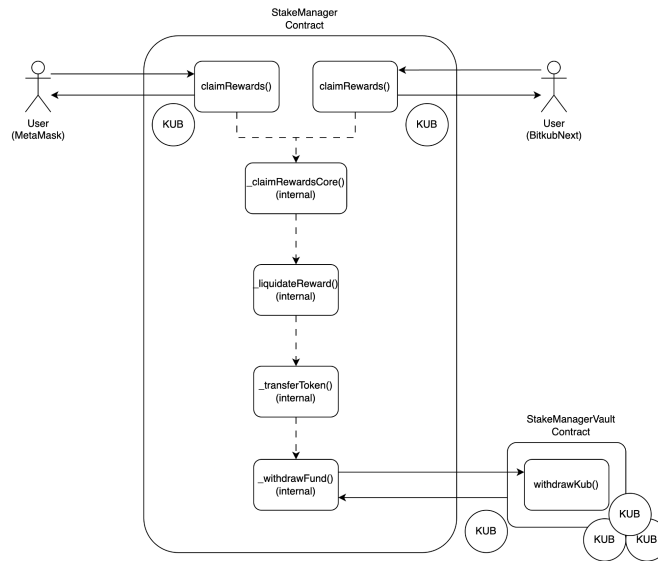 StakeManager
Contract
claimRewards()
claimRewards()
User
(MetaMask)
KUB
KUB
User
(BitkubNext)
_claimRewardsCore()
(internal)
_liquidateReward()
(internal)
_transferToken()
(internal)
StakeManagerVault
Contract
_withdrawFund()
(internal)
withdrawKub()
KUB
KUB
KUB
KUB